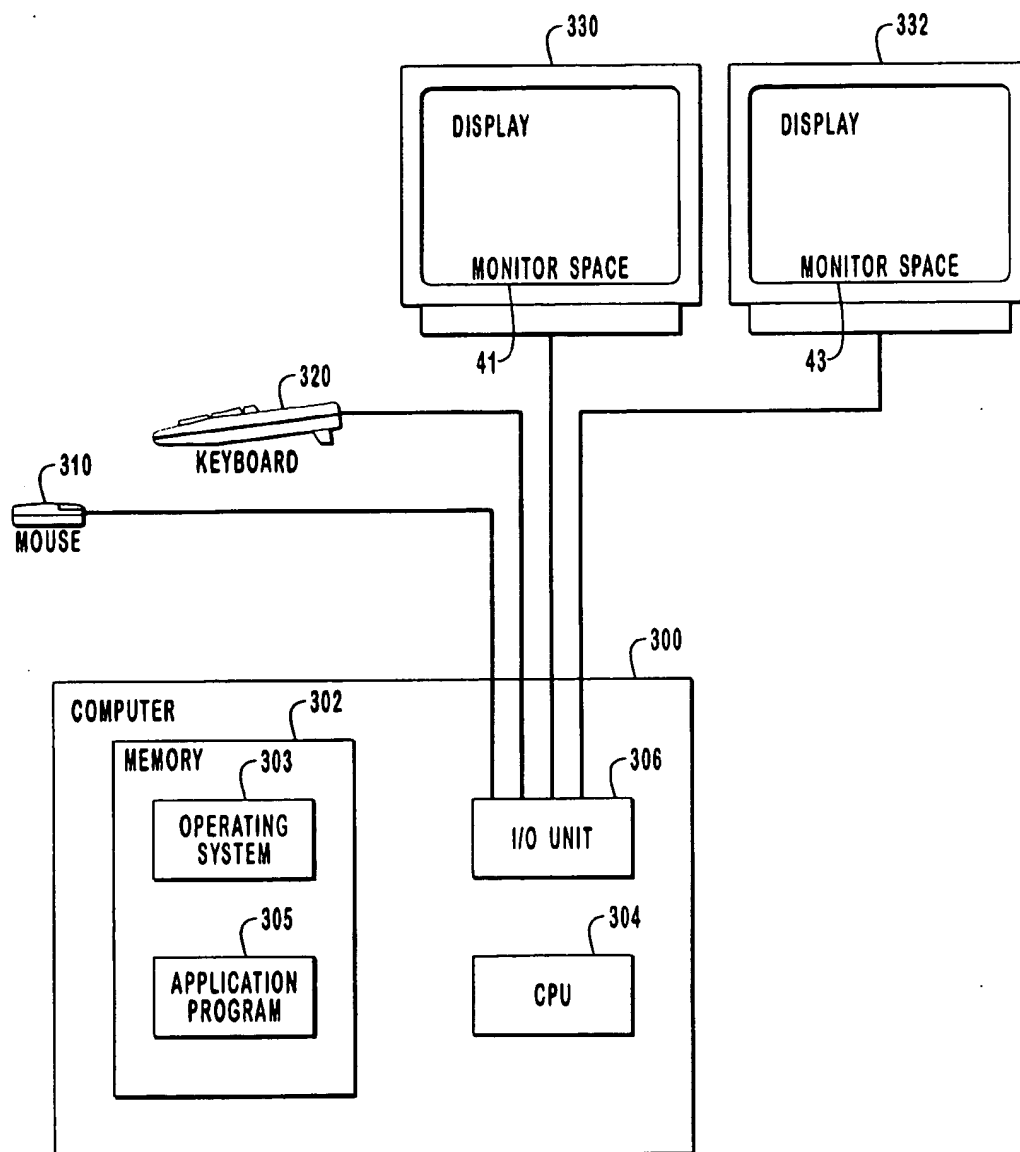 330
332
DISPLAY
DISPLAY
MONITOR SPACE
MONITOR SPACE
41
43
320
KEYBOARD
310
MOUSE
300
COMPUTER
302
MEMORY
303
306
OPERATING
SYSTEM
I/O UNIT
305
304
APPLICATION
PROGRAM
CPU